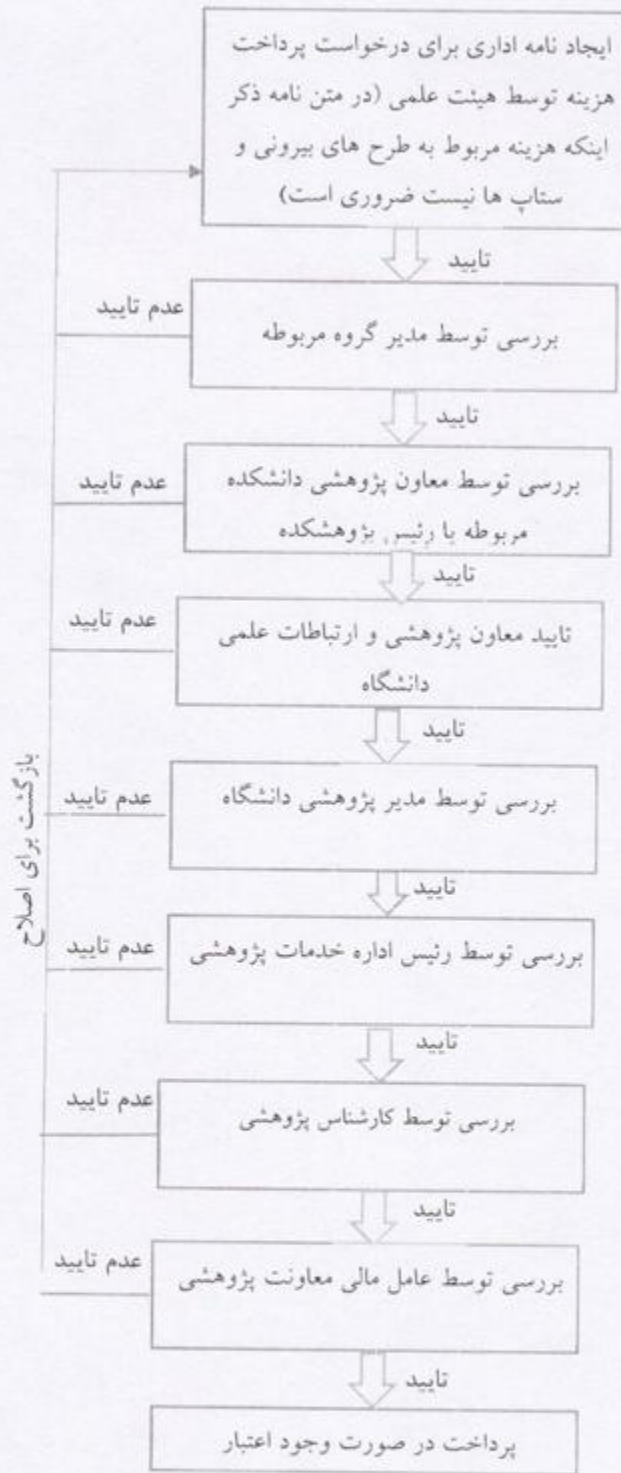 ایجاد نامه اداری برای درخواست پرداخت
هزینه توسط هیئت علمی (در متن نامه ذکر
اینکه هزینه مربوط به طرح های بیرونی و
ستاپ ها نیست ضروری است)
تایید
عدم تایید
بررسی توسط مدیر گروه مربوطه
تایید
عدم تایید
بررسی توسط معاون پژوهشی دانشکده
مربوطه یا رئیس پژوهشکده
تایید
عدم تایید
تایید معاون پژوهشی و ارتباطات علمی
دانشگاه
تایید
عدم تایید
بررسی توسط مدیر پژوهشی دانشگاه
تایید
عدم تایید
بررسی توسط رئیس اداره خدمات پژوهشی
تایید
عدم تایید
بررسی توسط کارشناس پژوهشی
تایید
عدم تایید
بررسی توسط عامل مالی معاونت پژوهشی
تایید
پرداخت در صورت وجود اعتبار
بازگشت برای اصلاح